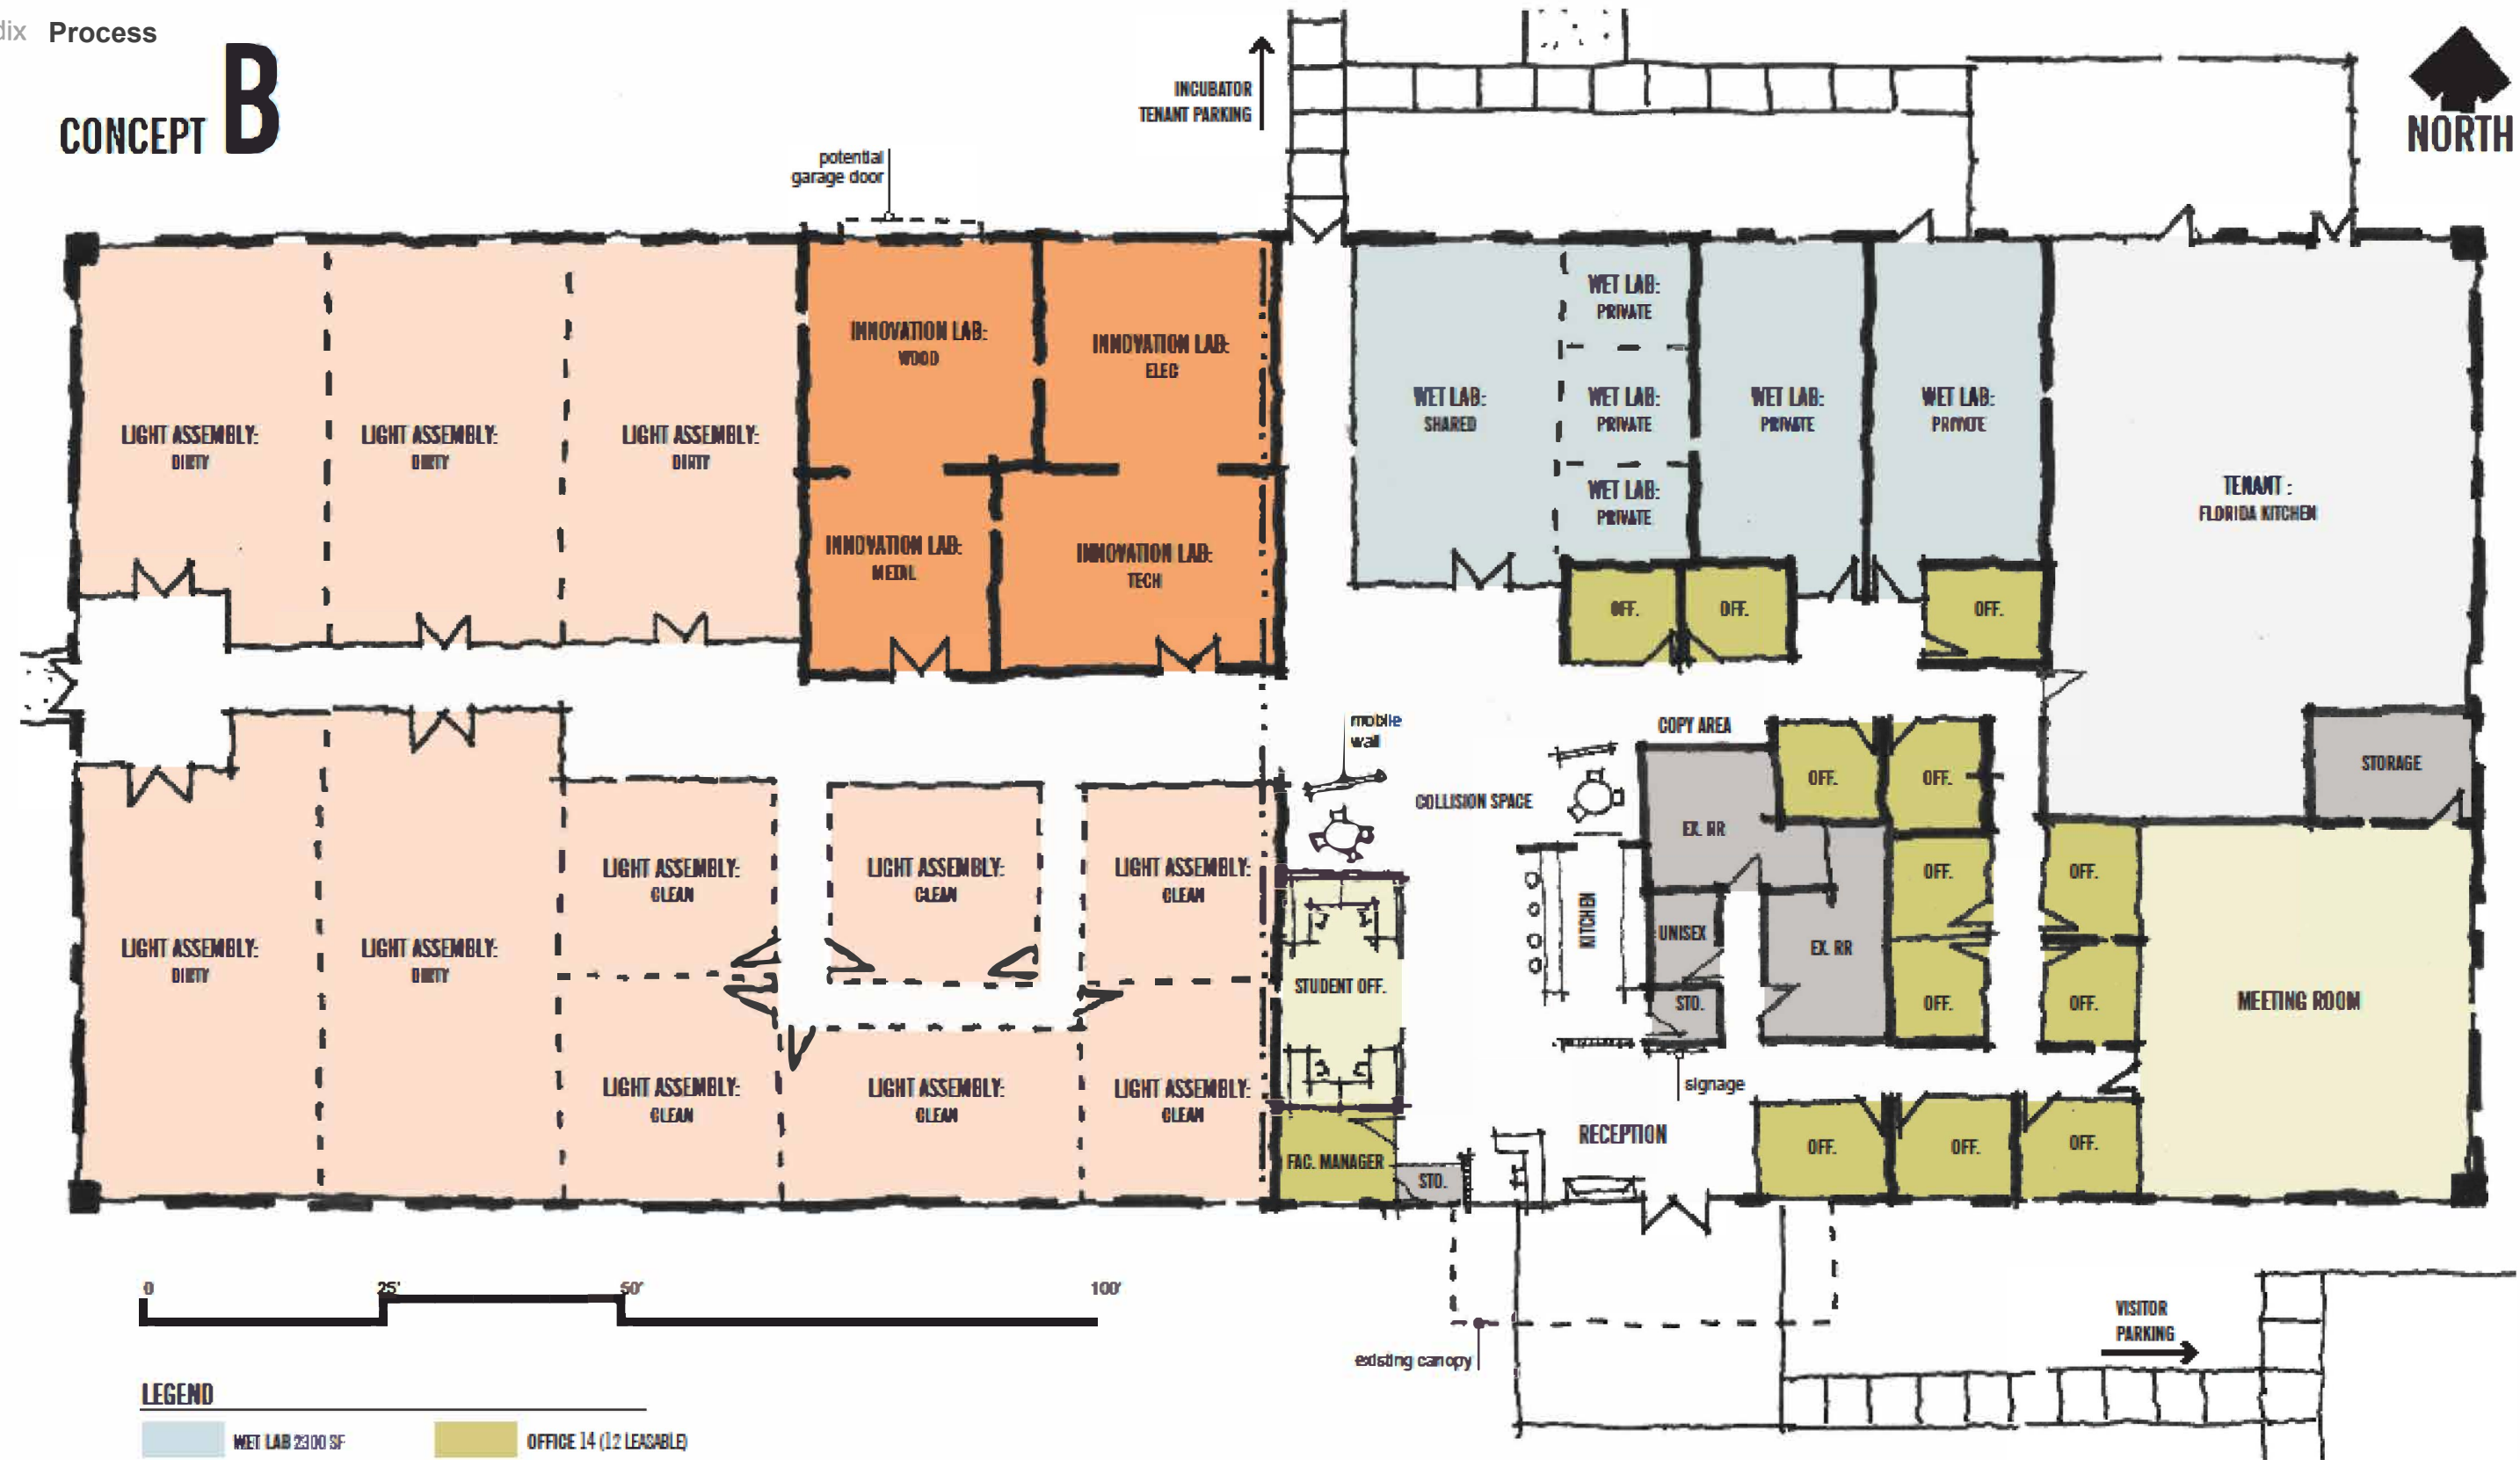 dix Process
CONCEPT B
INCUBATOR
TENANT PARKING
NORTH
potential
garage door
INNOVATION LAB:
WOOD
INNOVATION LAB:
ELEC
WET LAB:
PRIVATE
WET LAB:
SHARED
WET LAB:
PRIVATE
WET LAB:
PRIVATE
WET LAB:
PRIVATE
LIGHT ASSEMBLY:
DIRTY
LIGHT ASSEMBLY:
DIRTY
LIGHT ASSEMBLY:
DIRTY
WET LAB:
PRIVATE
TENANT :
FLORIDA KITCHEN
INNOVATION LAB:
METAL
INNOVATION LAB:
TECH
OFF.
OFF.
OFF.
mobile
wall
COPY AREA
OFF.
OFF.
STORAGE
COLLISION SPACE
EX. RR
LIGHT ASSEMBLY:
CLEAN
LIGHT ASSEMBLY:
CLEAN
LIGHT ASSEMBLY:
CLEAN
OFF.
OFF.
LIGHT ASSEMBLY:
DIRTY
LIGHT ASSEMBLY:
DIRTY
KITCHEN
UNISEX
EX. RR
STUDENT OFF.
STO.
OFF.
OFF.
MEETING ROOM
LIGHT ASSEMBLY:
CLEAN
LIGHT ASSEMBLY:
CLEAN
LIGHT ASSEMBLY:
CLEAN
signage
RECEPTION
OFF.
OFF.
OFF.
FAC. MANAGER
STO.
0 25' 50' 100'
VISITOR
PARKING
existing canopy
LEGEND
WET LAB 2300 SF
OFFICE 14 (12 LEASABLE)